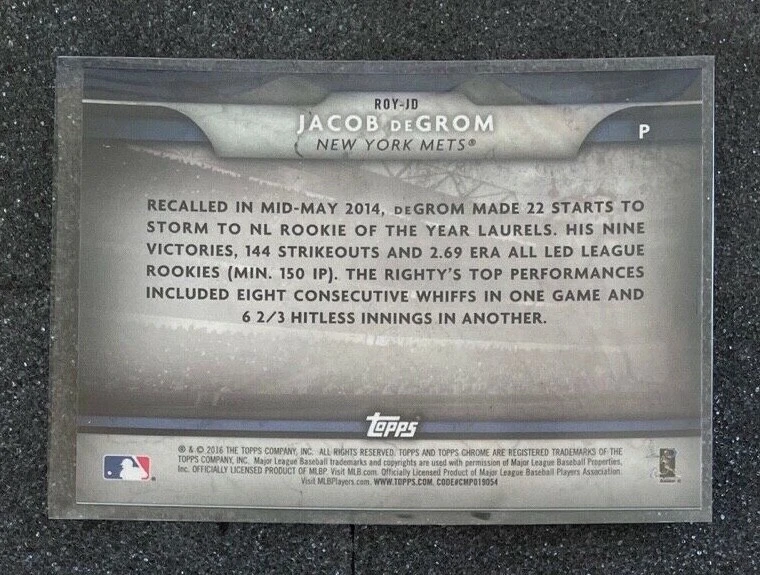 ROY-JD
JACOB DEGROM
P
NEW YORK METS®
RECALLED IN MID-MAY 2014, DEGROM MADE 22 STARTS TO
STORM TO NL ROOKIE OF THE YEAR LAURELS. HIS NINE
VICTORIES, 144 STRIKEOUTS AND 2.69 ERA ALL LED LEAGUE
ROOKIES (MIN. 150 IP). THE RIGHTY'S TOP PERFORMANCES
INCLUDED EIGHT CONSECUTIVE WHIFFS IN ONE GAME AND
6 2/3 HITLESS INNINGS IN ANOTHER.
Topps
® & © 2016 THE TOPPS COMPANY, INC. ALL RIGHTS RESERVED. TOPPS AND TOPPS CHROME ARE REGISTERED TRADEMARKS OF THE
TOPPS COMPANY, INC. Major League Baseball trademarks and copyrights are used with permission of Major League Baseball Properties,
Inc. OFFICIALLY LICENSED PRODUCT OF MLBP. Visit MLB.com. Officially Licensed Product of Major League Baseball Players Association.
Visit MLBPlayers.com. WWW.TOPPS.COM. CODE#CMP019054